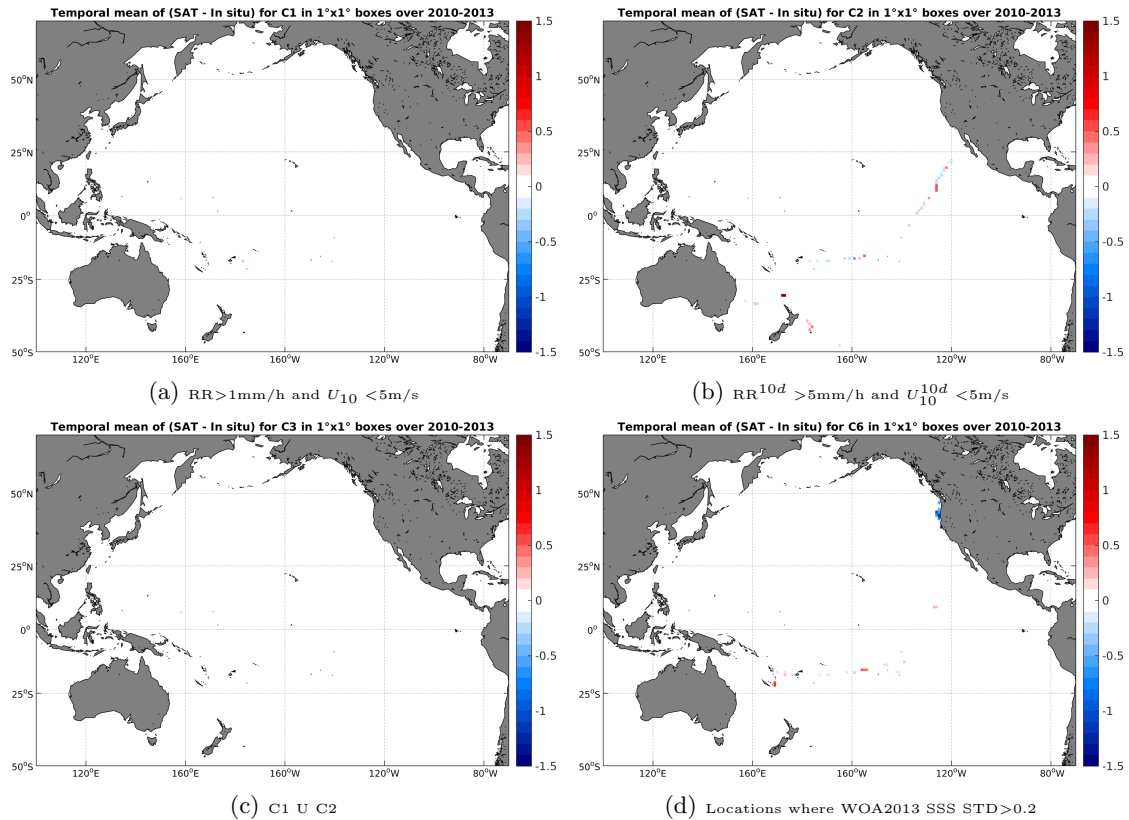 Temporal mean of (SAT - In situ) for C1 in 1°x1° boxes over 2010-2013
50°N
25°N
0°
25°S
50°S
120°E
160°E
160°W
120°W
80°W
1.5
1
0.5
0
-0.5
-1
-1.5
(a) RR>1mm/h and U10 <5m/s
Temporal mean of (SAT - In situ) for C2 in 1°x1° boxes over 2010-2013
50°N
25°N
0°
25°S
50°S
120°E
160°E
160°W
120°W
80°W
1.5
1
0.5
0
-0.5
-1
-1.5
(b) RR^10d >5mm/h and U10^10d <5m/s
Temporal mean of (SAT - In situ) for C3 in 1°x1° boxes over 2010-2013
50°N
25°N
0°
25°S
50°S
120°E
160°E
160°W
120°W
80°W
1.5
1
0.5
0
-0.5
-1
-1.5
(c) C1 U C2
Temporal mean of (SAT - In situ) for C6 in 1°x1° boxes over 2010-2013
50°N
25°N
0°
25°S
50°S
120°E
160°E
160°W
120°W
80°W
1.5
1
0.5
0
-0.5
-1
-1.5
(d) Locations where WOA2013 SSS STD>0.2